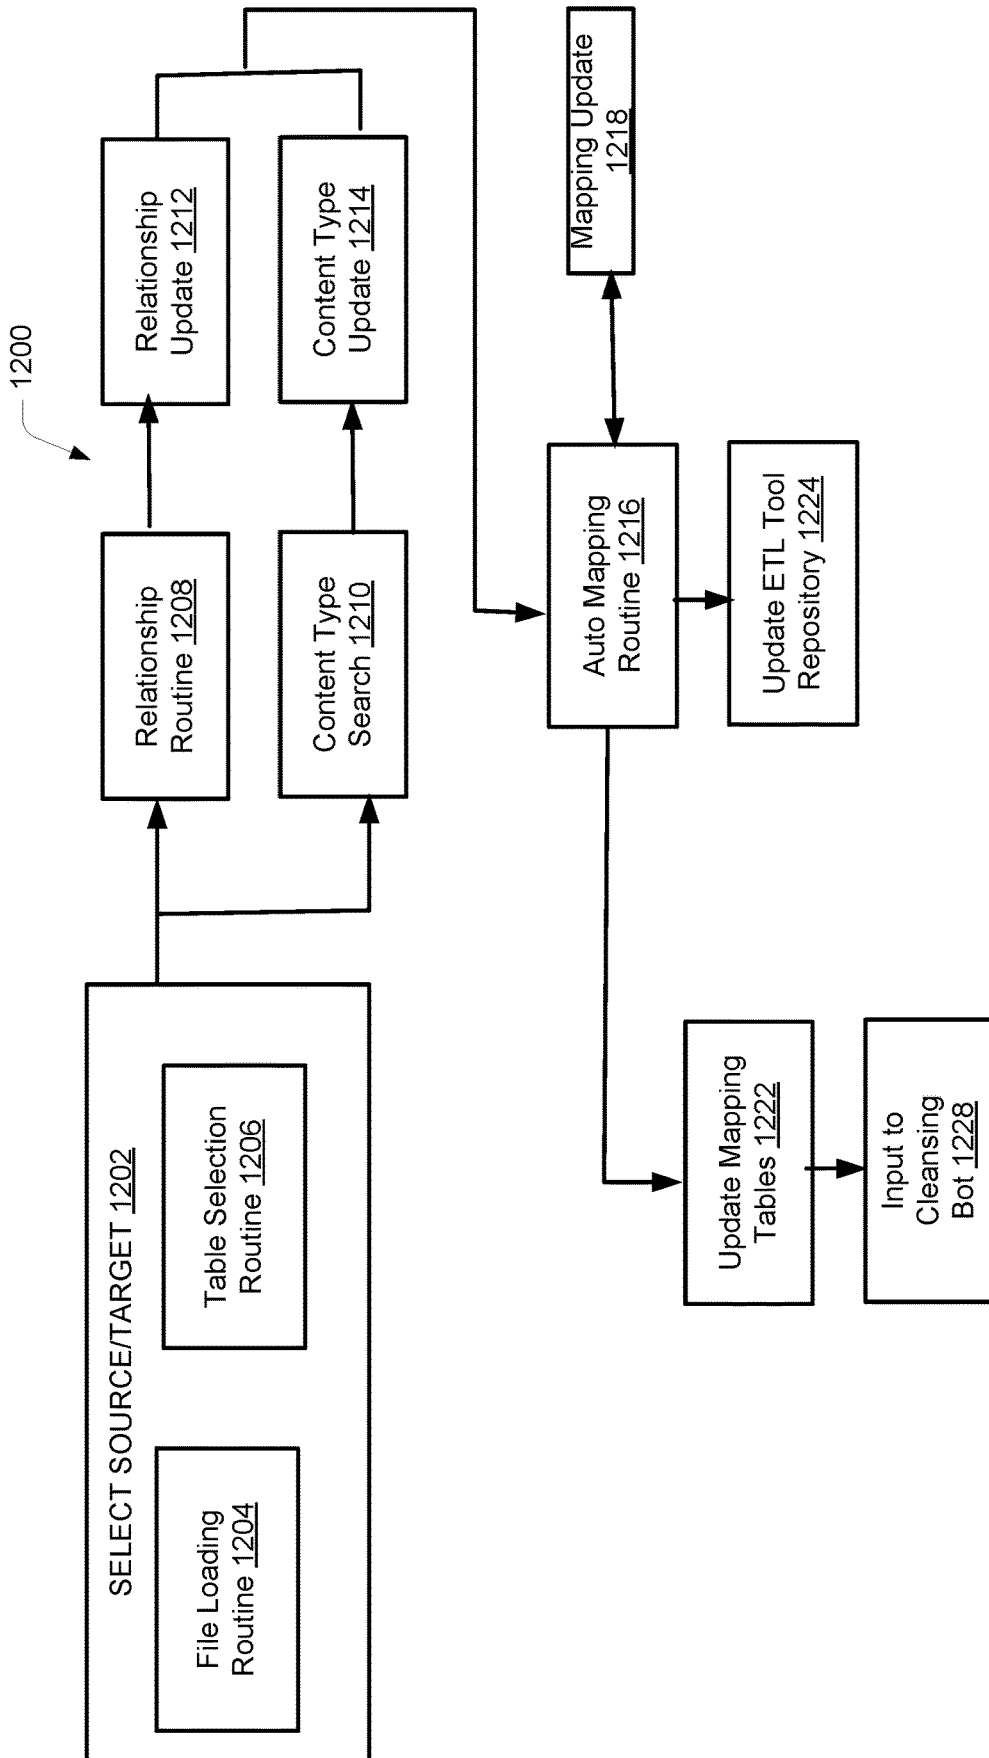 1200
SELECT SOURCE/TARGET 1202
File Loading
Routine 1204
Table Selection
Routine 1206
Relationship
Routine 1208
Relationship
Update 1212
Content Type
Search 1210
Content Type
Update 1214
Auto Mapping
Routine 1216
Mapping Update
1218
Update Mapping
Tables 1222
Update ETL Tool
Repository 1224
Input to
Cleansing
Bot 1228